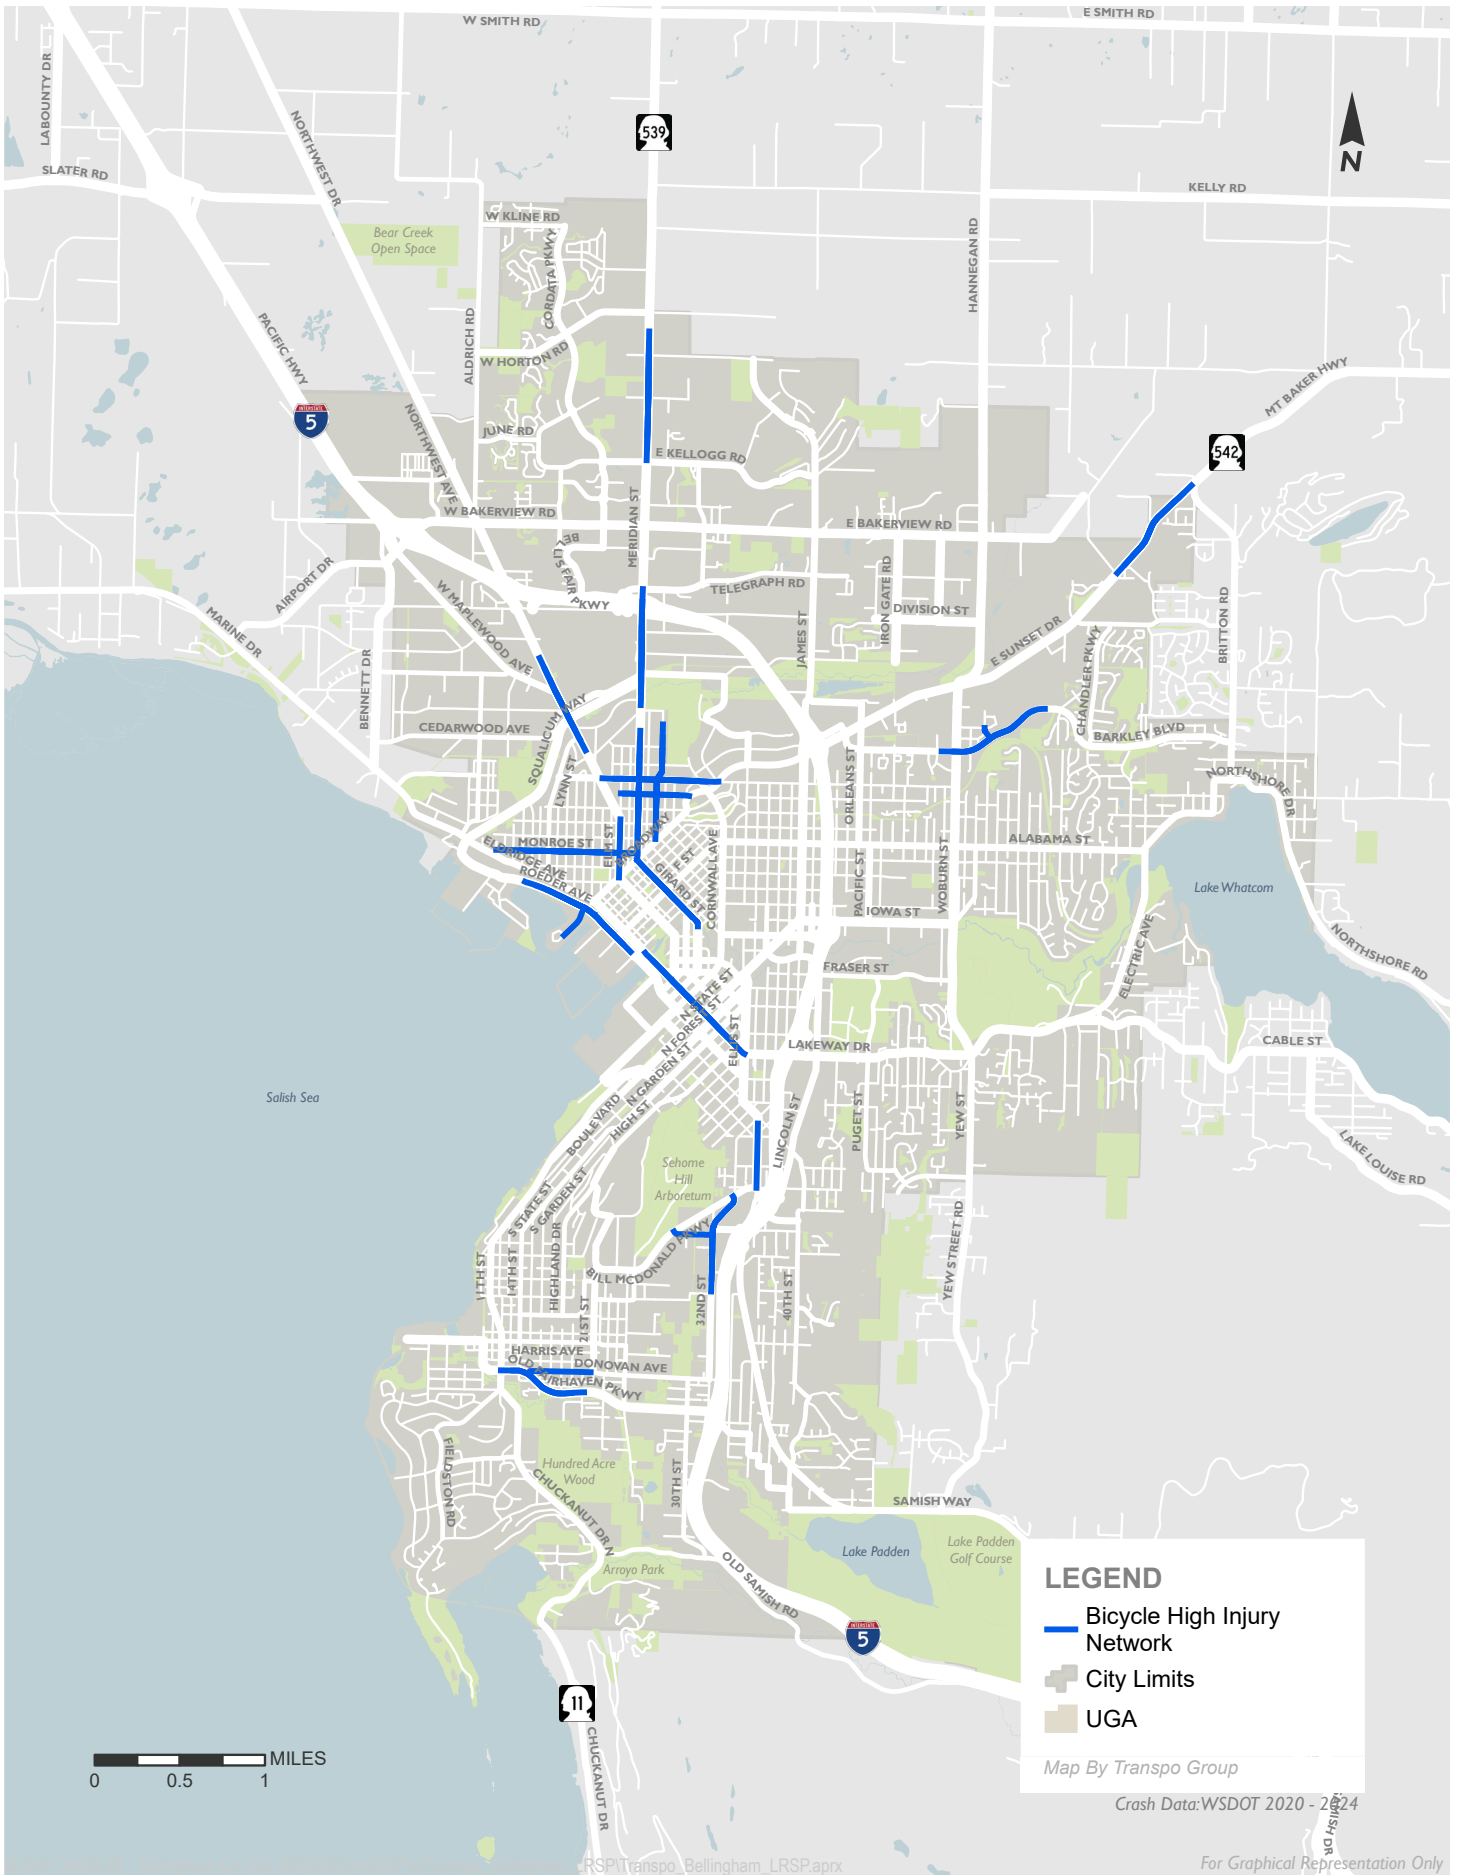 W SMITH RD
E SMITH RD
LABOUNTY DR
NORTHWEST DR
539
N
SLATER RD
KELLY RD
W KLINE RD
Bear Creek
Open Space
CORDATA PKWY
HANNEGAN RD
PACIFIC HWY
ALDRICH RD
W HORTON RD
MT BAKER HWY
INTERSTATE
5
NORTHWEST AVE
JUNE RD
E KELLOGG RD
542
MERIDIAN ST
W BAKERVIEW RD
E BAKERVIEW RD
BELLIS FAIR PKWY
AIRPORT DR
TELEGRAPH RD
IRON GATE RD
MARINE DR
W MAPLEWOOD AVE
DIVISION ST
JAMES ST
E SUNSET DR
BRITTON RD
CHANDLER PKWY
BENNETT DR
CEDARWOOD AVE
SQUALICUM WAY
BARKLEY BLVD
LYNN ST
ORLEANS ST
NORTHSHORE DR
MONROE ST
ELM ST
BROADWAY
ALABAMA ST
ELDRIDGE AVE
ROEDER AVE
F ST
GIRARD ST
CORNWALL AVE
PACIFIC ST
WOBURN ST
Lake Whatcom
IOWA ST
ELECTRIC AVE
NORTHSHORE RD
FRASER ST
N STATE ST
N FOREST ST
ELLIS ST
LAKEWAY DR
CABLE ST
N GARDEN ST
Salish Sea
BOULEVARD
HIGH ST
LINCOLN ST
PUGET ST
YEW ST
LAKE LOUISE RD
Sehome
Hill
Arboretum
S STATE ST
S GARDEN ST
BILL MCDONALD PKWY
YEW STREET RD
11TH ST
14TH ST
HIGHLAND DR
21ST ST
32ND ST
40TH ST
HARRIS AVE
DONOVAN AVE
OLD FAIRHAVEN PKWY
FIELDSTON RD
Hundred Acre
Wood
CHUCKANUT DR N
30TH ST
SAMISH WAY
Lake Padden
Lake Padden
Golf Course
Arroyo Park
OLD SAMISH RD
INTERSTATE
5
LEGEND
Bicycle High Injury
Network
City Limits
UGA
Map By Transpo Group
11
CHUCKANUT DR
MILES
0 0.5 1
Crash Data: WSDOT 2020 - 2024
RSP\Transpo_Bellingham_LRSP.aprx
For Graphical Representation Only